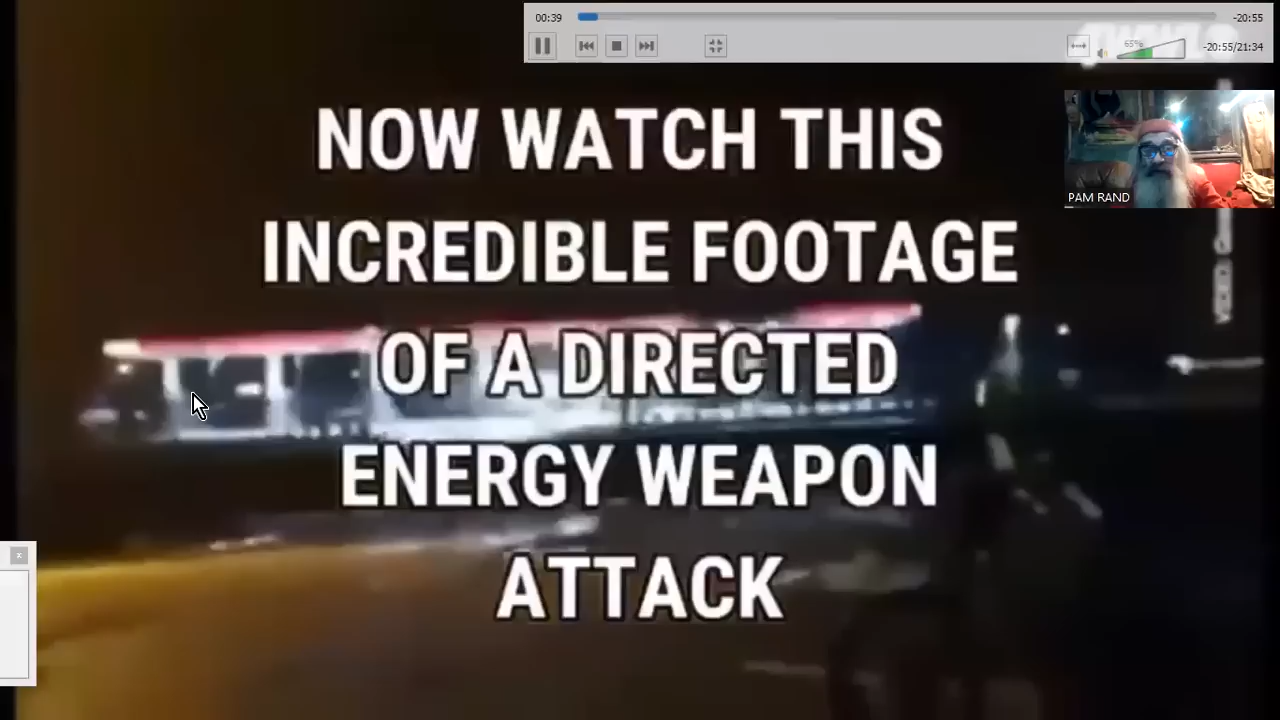 00:39
-20:55
65%
-20:55/21:34
NOW WATCH THIS
INCREDIBLE FOOTAGE
OF A DIRECTED
ENERGY WEAPON
ATTACK
PAM RAND